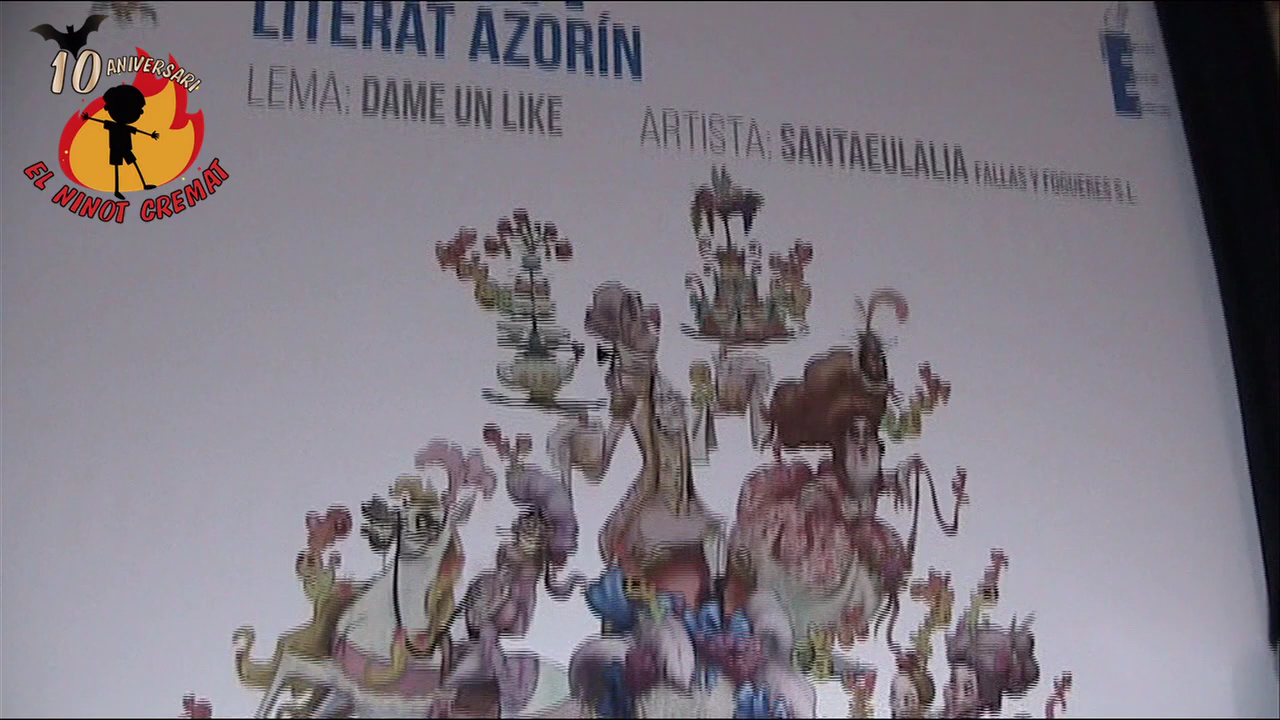 LITERAT AZORÍN
LEMA: DAME UN LIKE
ARTISTA: SANTAEULALIA FALLAS Y FOGUERES S.L.
10 ANIVERSARI
EL NINOT CREMAT
E